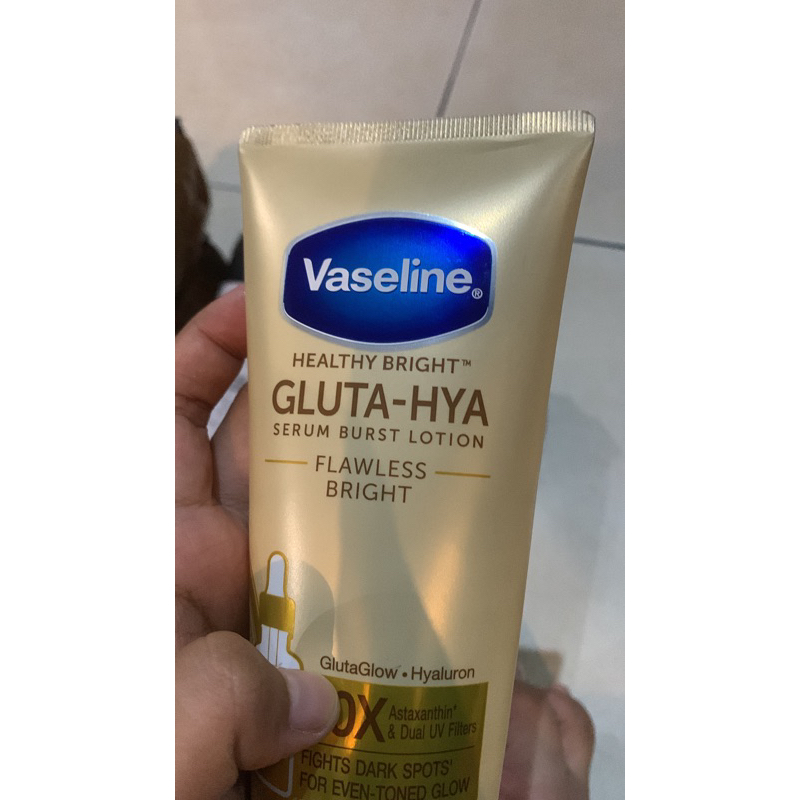 Vaseline®
HEALTHY BRIGHT™
GLUTA-HYA
SERUM BURST LOTION
FLAWLESS
BRIGHT
GlutaGlow • Hyaluron
0X Astaxanthin*
& Dual UV Filters
FIGHTS DARK SPOTS
FOR EVEN-TONED GLOW